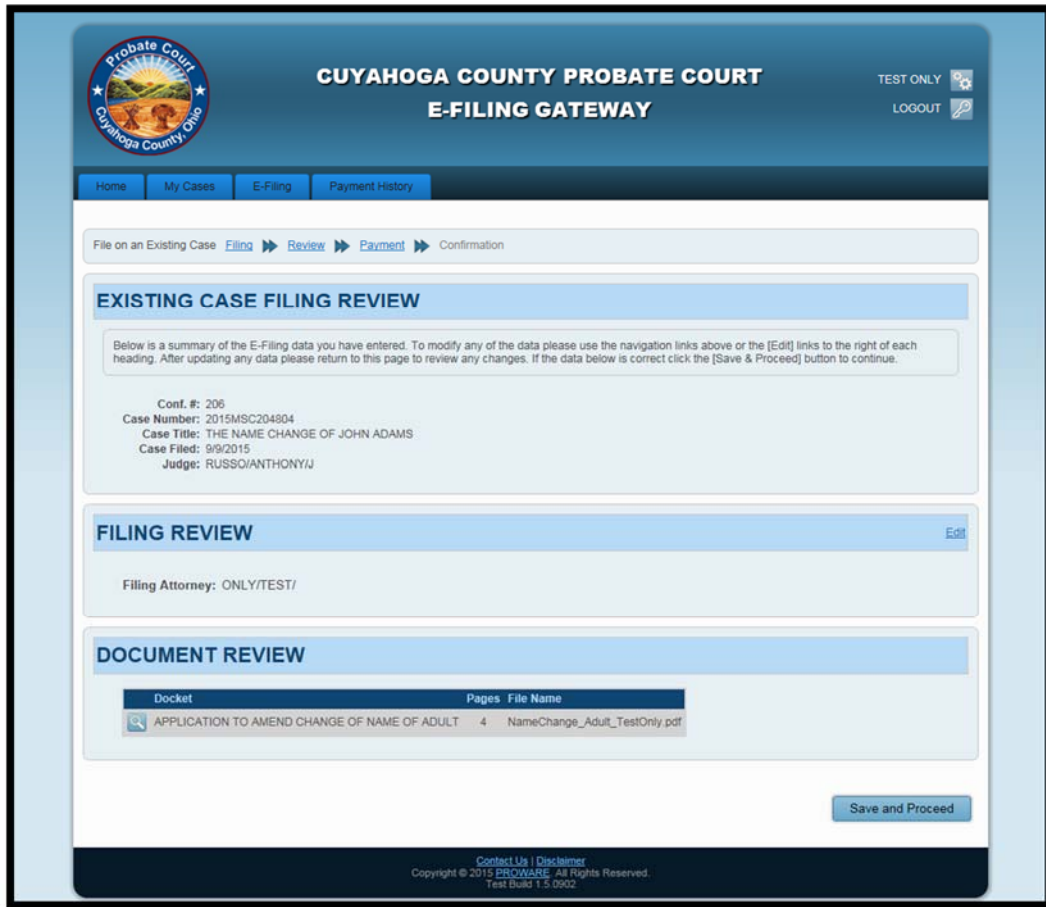 Probate Court
Cuyahoga County, Ohio
CUYAHOGA COUNTY PROBATE COURT
E-FILING GATEWAY
TEST ONLY
LOGOUT
Home My Cases E-Filing Payment History
File on an Existing Case Filing Review Payment Confirmation
EXISTING CASE FILING REVIEW
Below is a summary of the E-Filing data you have entered. To modify any of the data please use the navigation links above or the [Edit] links to the right of each
heading. After updating any data please return to this page to review any changes. If the data below is correct click the [Save & Proceed] button to continue.
Conf. #: 206
Case Number: 2015MSC204804
Case Title: THE NAME CHANGE OF JOHN ADAMS
Case Filed: 9/9/2015
Judge: RUSSO/ANTHONY/J
FILING REVIEW Edit
Filing Attorney: ONLY/TEST/
DOCUMENT REVIEW
Docket Pages File Name
APPLICATION TO AMEND CHANGE OF NAME OF ADULT 4 NameChange_Adult_TestOnly.pdf
Save and Proceed
Contact Us | Disclaimer
Copyright © 2015 PROWARE. All Rights Reserved.
Test Build 1.5.0902